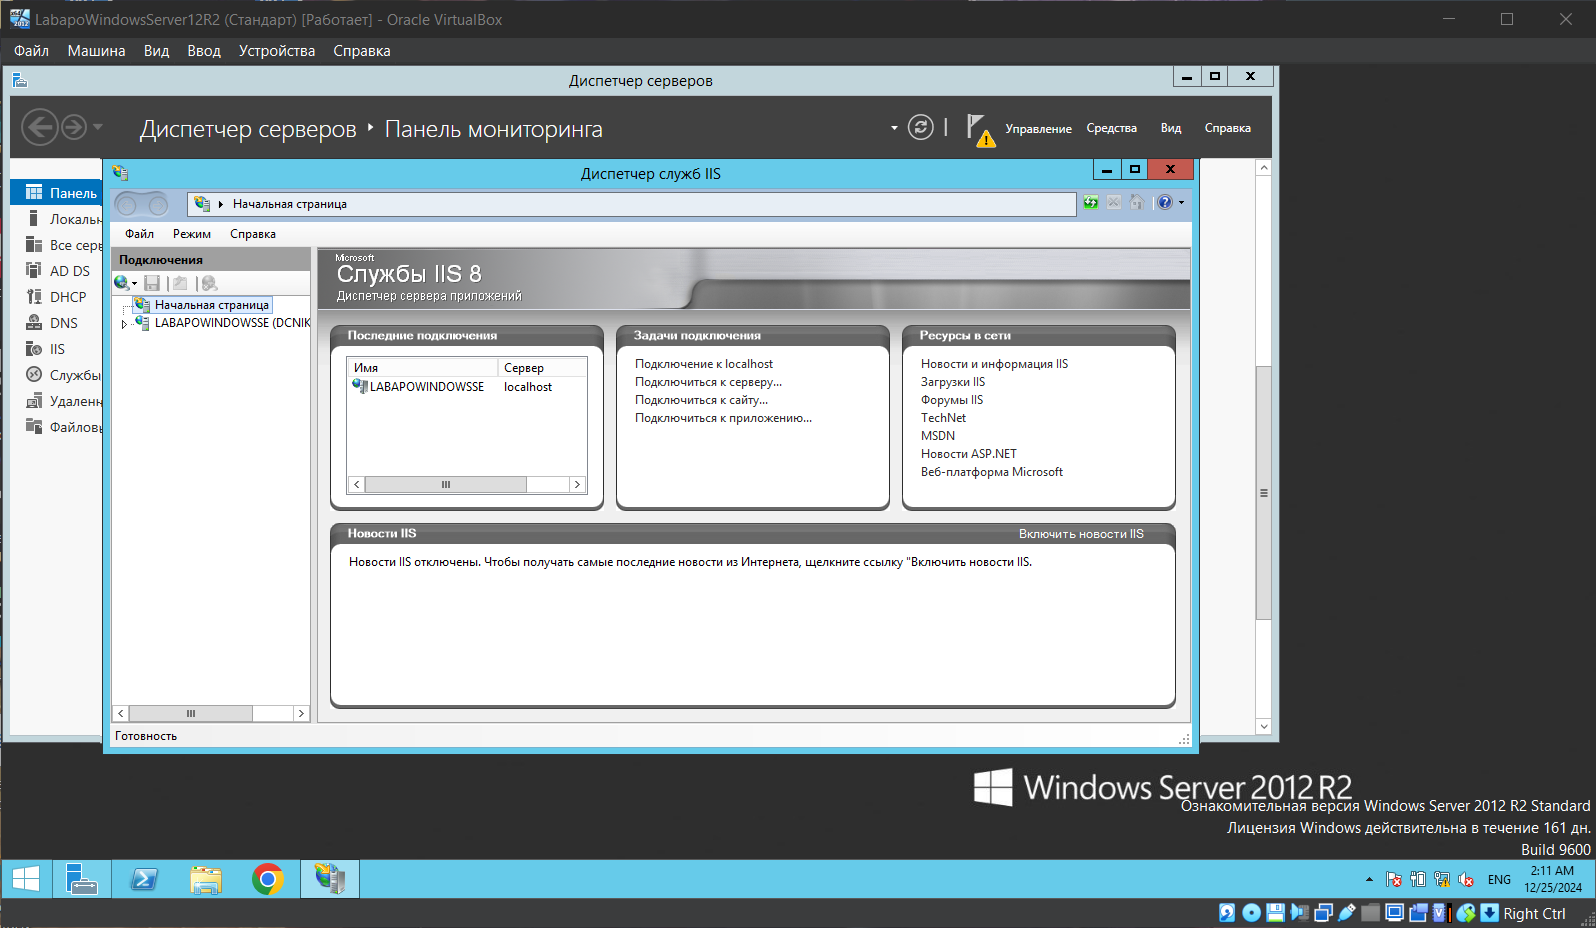 LabapoWindowsServer12R2 (Стандарт) [Работает] - Oracle VirtualBox
Файл Машина Вид Ввод Устройства Справка
Диспетчер серверов
Диспетчер серверов ‣ Панель мониторинга
Управление Средства Вид Справка
Панель
Локальн
Все серв
AD DS
DHCP
DNS
IIS
Службы
Удаленн
Файловы
Диспетчер служб IIS
Начальная страница
Файл Режим Справка
Подключения
Начальная страница
LABAPOWINDOWSSE (DCNIK
Microsoft
Службы IIS 8
Диспетчер сервера приложений
Последние подключения
Имя Сервер
LABAPOWINDOWSSE localhost
Задачи подключения
Подключение к localhost
Подключиться к серверу...
Подключиться к сайту...
Подключиться к приложению...
Ресурсы в сети
Новости и информация IIS
Загрузки IIS
Форумы IIS
TechNet
MSDN
Новости ASP.NET
Веб-платформа Microsoft
Новости IIS
Включить новости IIS
Новости IIS отключены. Чтобы получать самые последние новости из Интернета, щелкните ссылку "Включить новости IIS.
Готовность
Windows Server 2012 R2
Ознакомительная версия Windows Server 2012 R2 Standard
Лицензия Windows действительна в течение 161 дн.
Build 9600
ENG
2:11 AM
12/25/2024
Right Ctrl